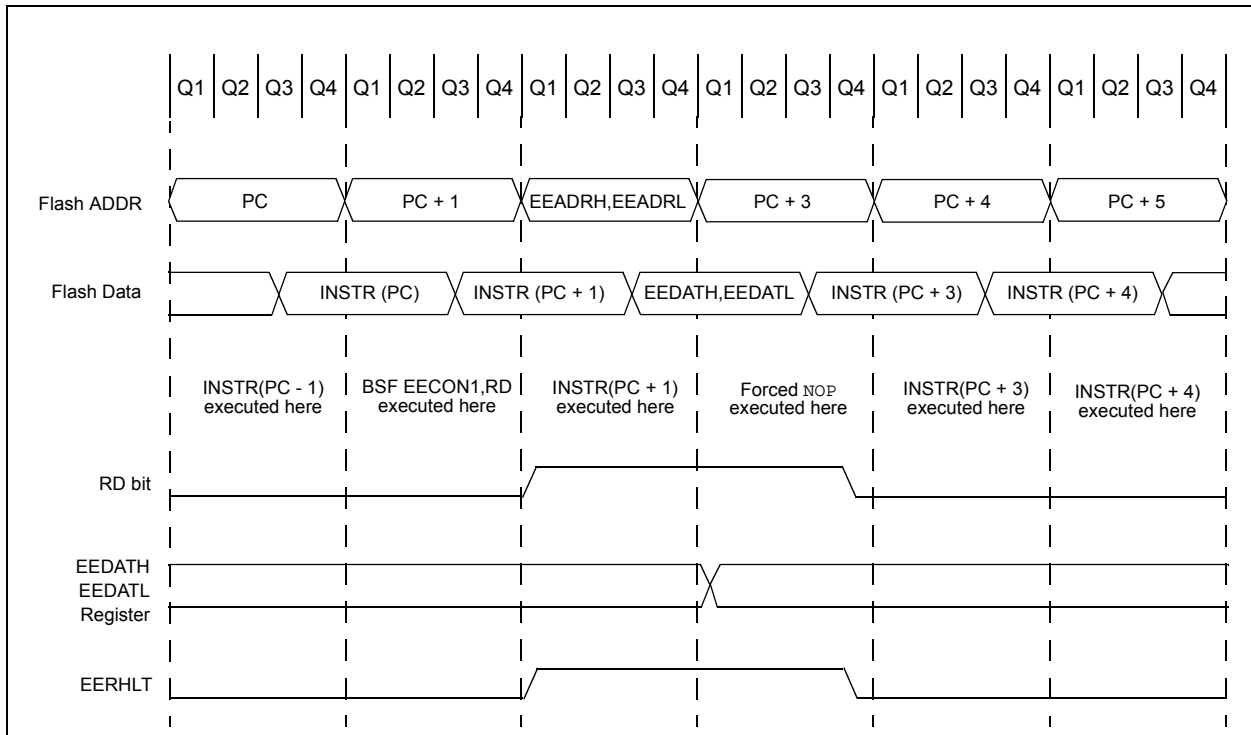 Q1 Q2 Q3 Q4 Q1 Q2 Q3 Q4 Q1 Q2 Q3 Q4 Q1 Q2 Q3 Q4 Q1 Q2 Q3 Q4 Q1 Q2 Q3 Q4
Flash ADDR PC PC + 1 EEADRH,EEADRL PC + 3 PC + 4 PC + 5
Flash Data INSTR (PC) INSTR (PC + 1) EEDATH,EEDATL INSTR (PC + 3) INSTR (PC + 4)
INSTR(PC - 1)
executed here
BSF EECON1,RD
executed here
INSTR(PC + 1)
executed here
Forced NOP
executed here
INSTR(PC + 3)
executed here
INSTR(PC + 4)
executed here
RD bit
EEDATH
EEDATL
Register
EERHLT